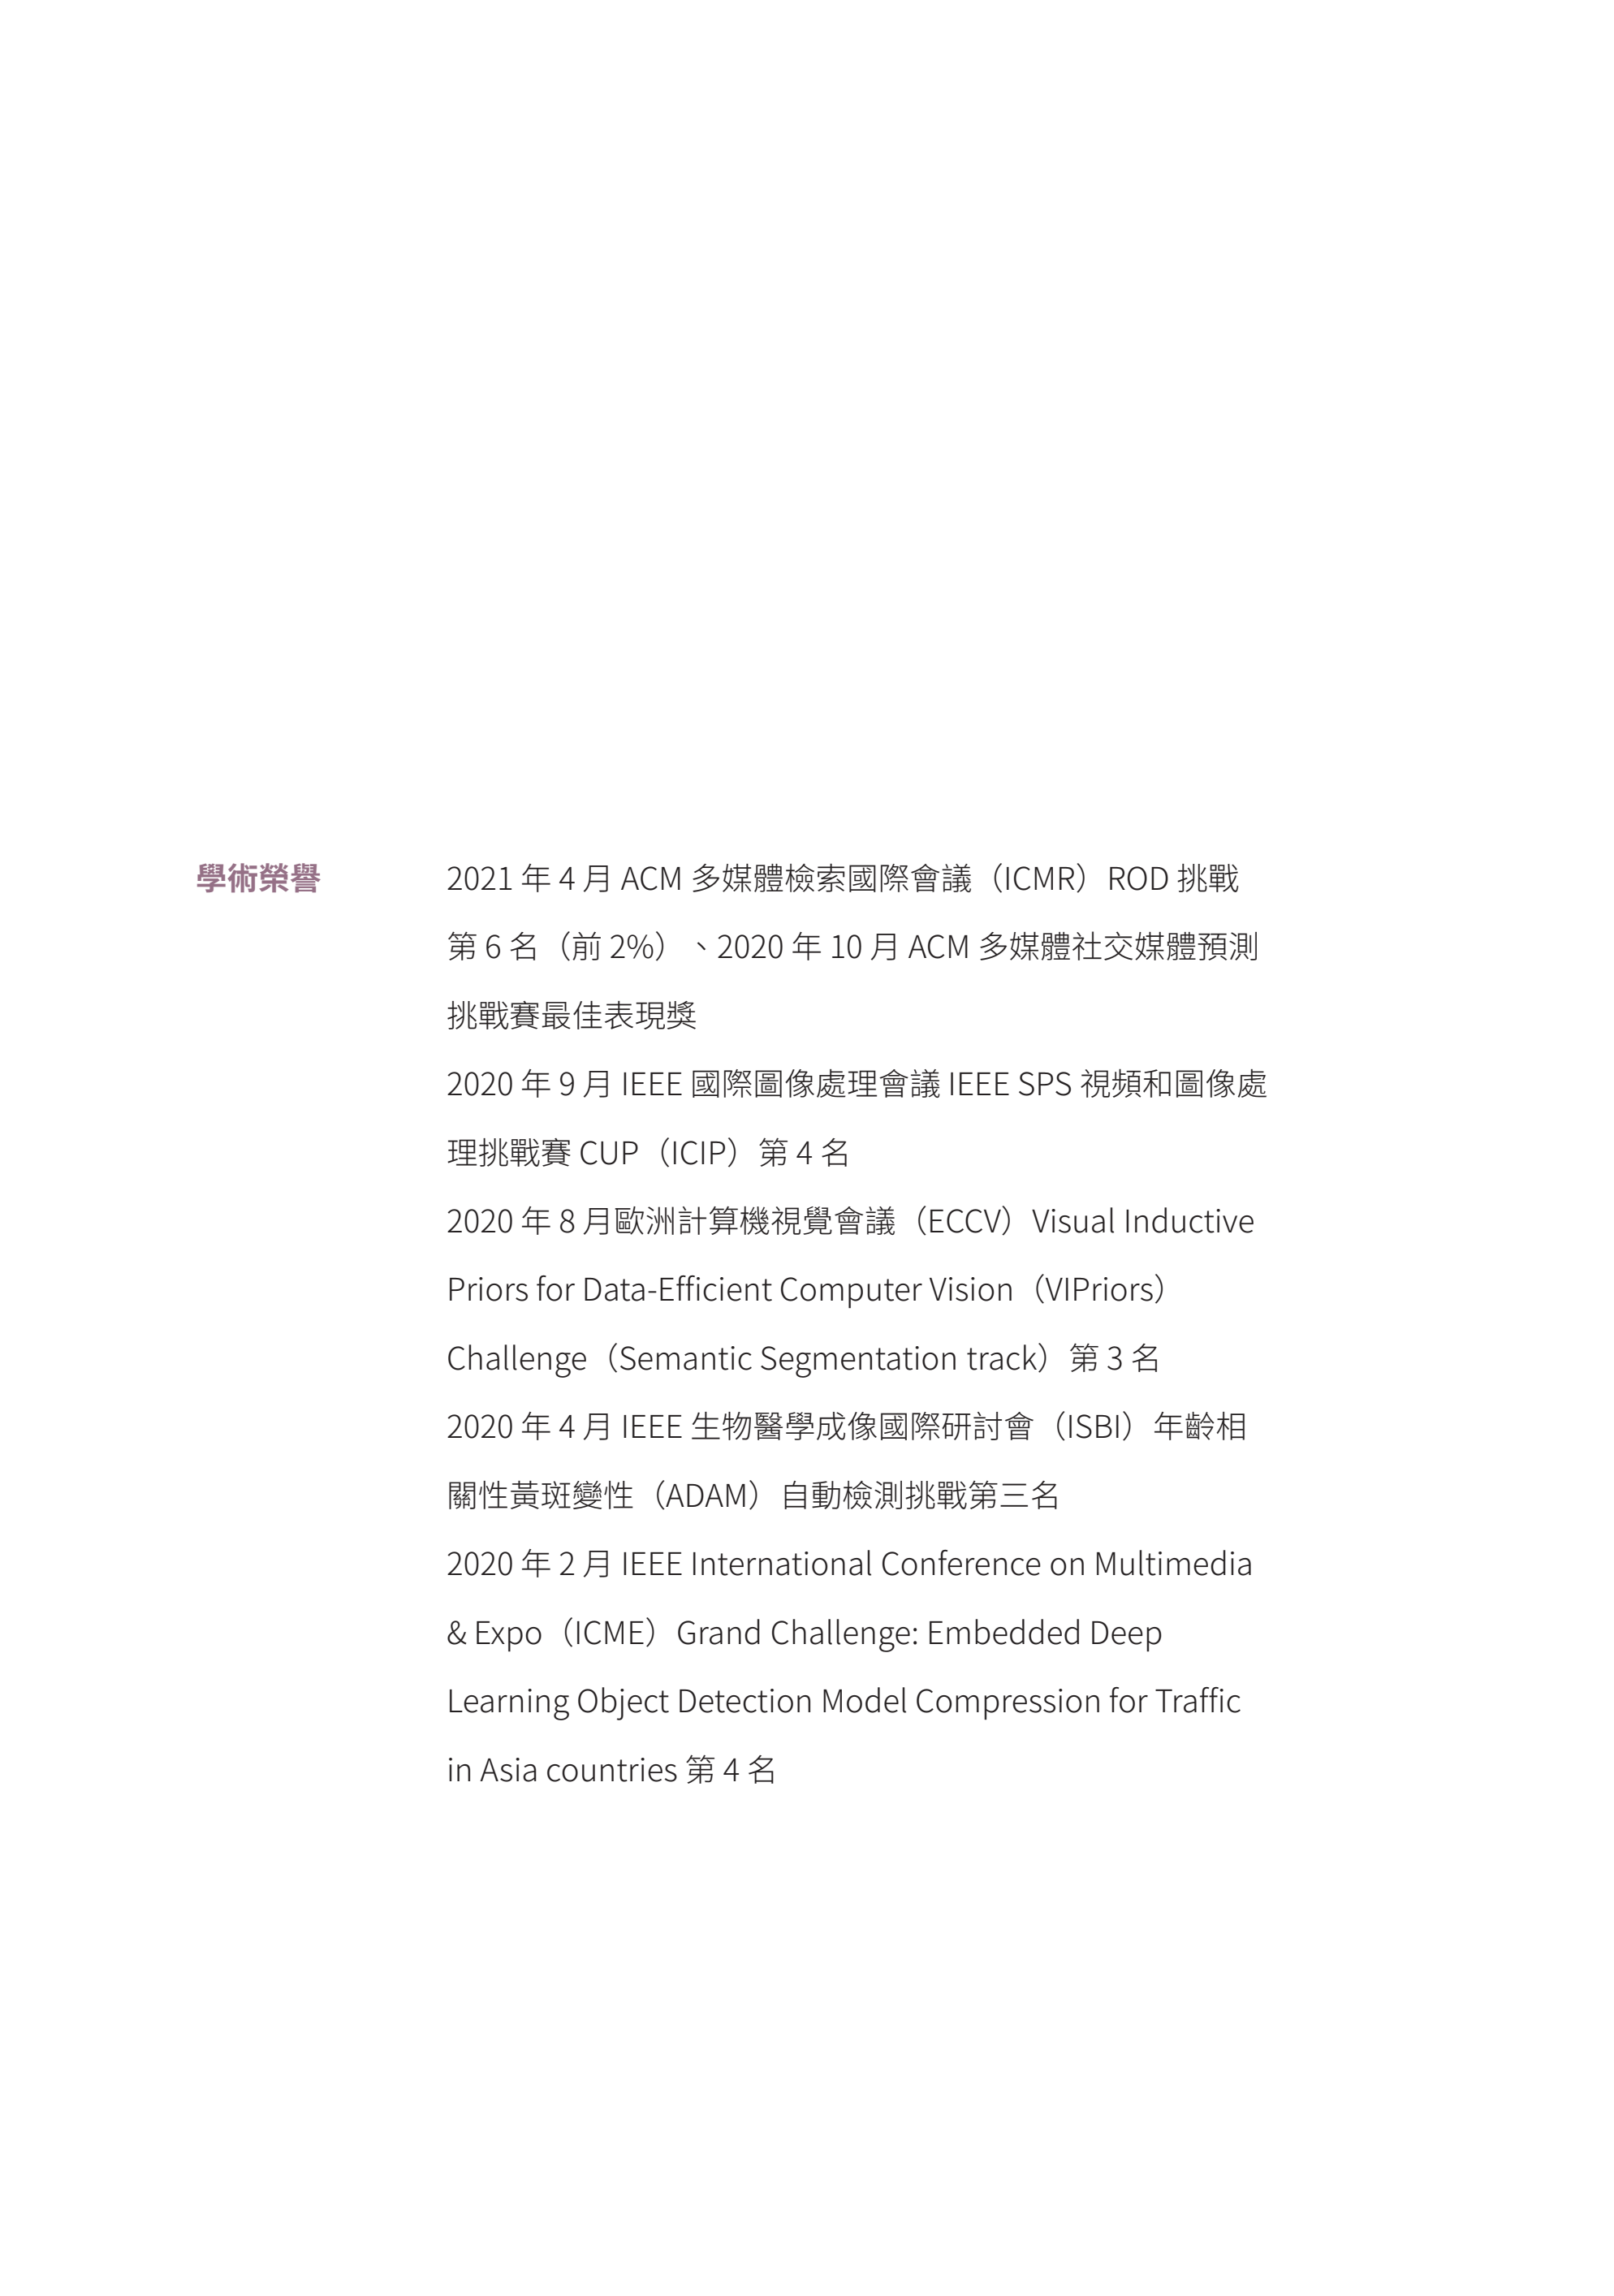 學術榮譽
2021 年 4 月 ACM 多媒體檢索國際會議（ICMR）ROD 挑戰
第 6 名（前 2%）、2020 年 10 月 ACM 多媒體社交媒體預測
挑戰賽最佳表現獎
2020 年 9 月 IEEE 國際圖像處理會議 IEEE SPS 視頻和圖像處
理挑戰賽 CUP（ICIP）第 4 名
2020 年 8 月歐洲計算機視覺會議（ECCV）Visual Inductive
Priors for Data-Efficient Computer Vision（VIPriors）
Challenge（Semantic Segmentation track）第 3 名
2020 年 4 月 IEEE 生物醫學成像國際研討會（ISBI）年齡相
關性黃斑變性（ADAM）自動檢測挑戰第三名
2020 年 2 月 IEEE International Conference on Multimedia
& Expo（ICME）Grand Challenge: Embedded Deep
Learning Object Detection Model Compression for Traffic
in Asia countries 第 4 名